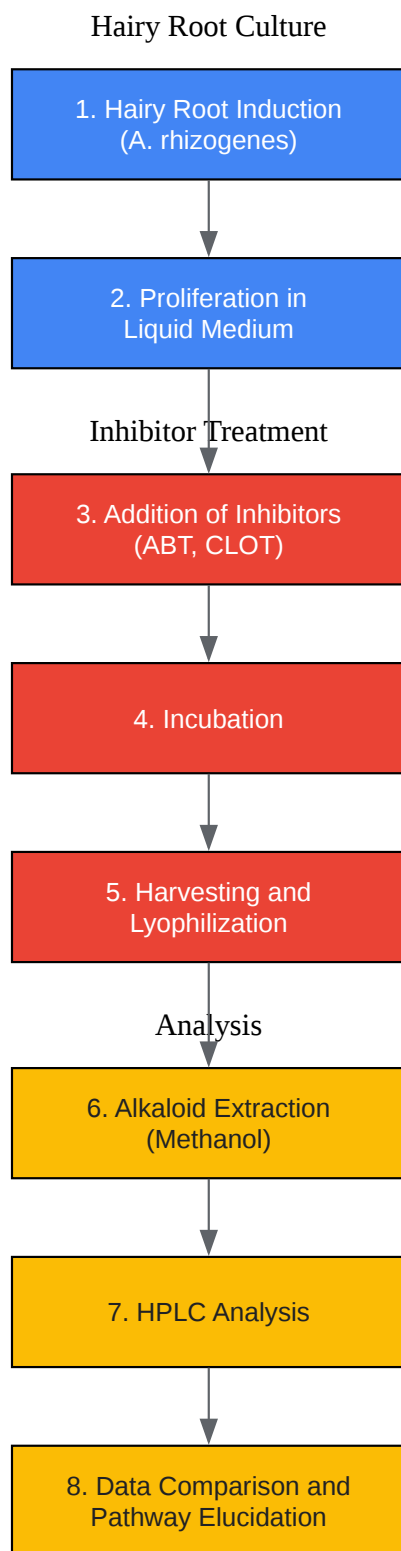 Hairy Root Culture
1. Hairy Root Induction
(A. rhizogenes)
2. Proliferation in
Liquid Medium
Inhibitor Treatment
3. Addition of Inhibitors
(ABT, CLOT)
4. Incubation
5. Harvesting and
Lyophilization
Analysis
6. Alkaloid Extraction
(Methanol)
7. HPLC Analysis
8. Data Comparison and
Pathway Elucidation